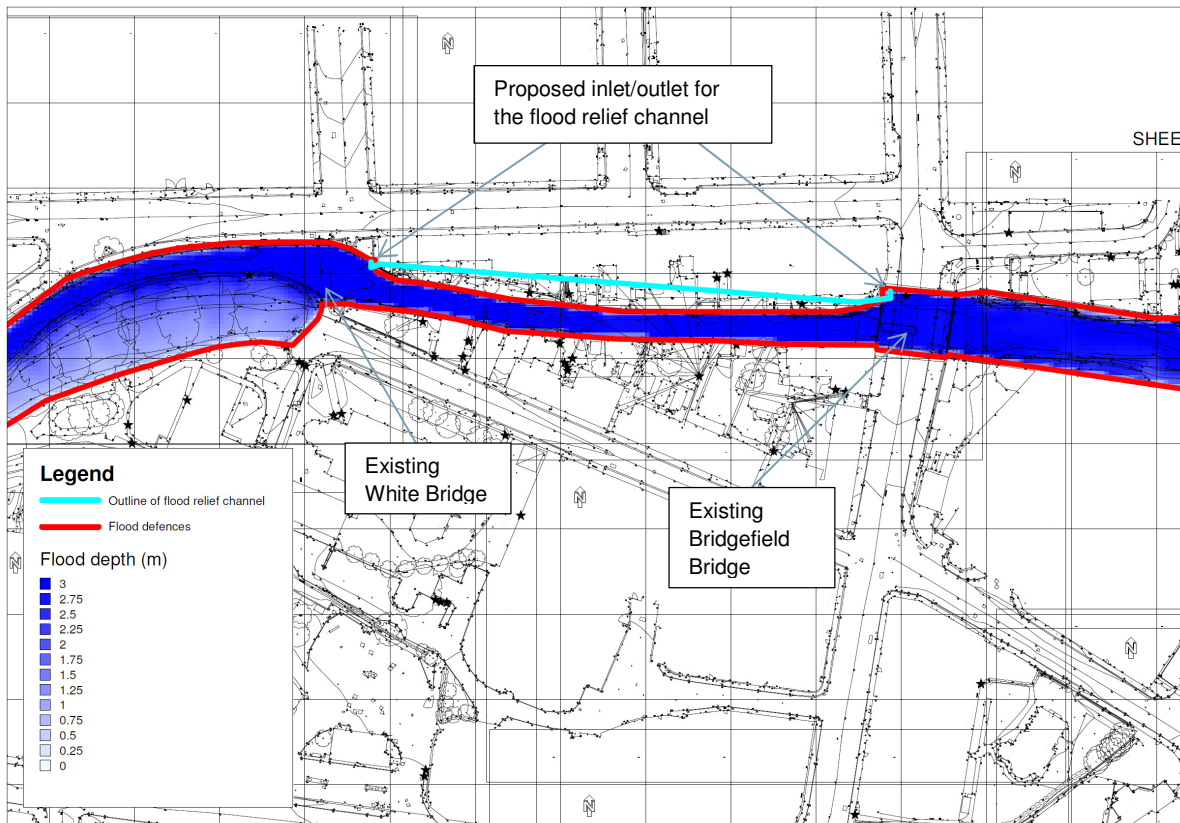 Proposed inlet/outlet for
the flood relief channel
SHEE
N
N
N
N
N
N
Existing
White Bridge
Existing
Bridgefield
Bridge
Legend
Outline of flood relief channel
Flood defences
Flood depth (m)
3
2.75
2.5
2.25
2
1.75
1.5
1.25
1
0.75
0.5
0.25
0